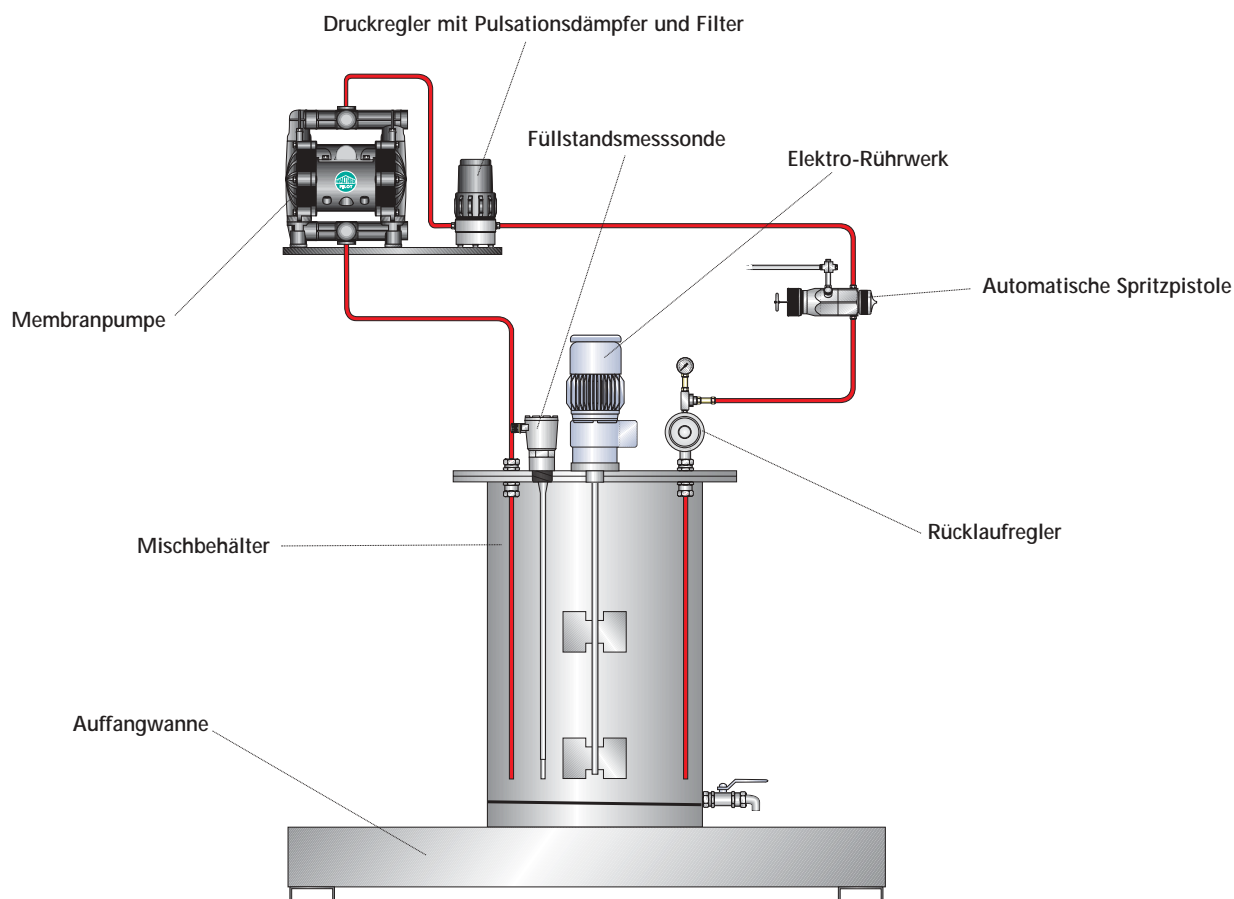 Druckregler mit Pulsationsdämpfer und Filter
Füllstandsmesssonde
Elektro-Rührwerk
Automatische Spritzpistole
Membranpumpe
Rücklaufregler
Mischbehälter
Auffangwanne